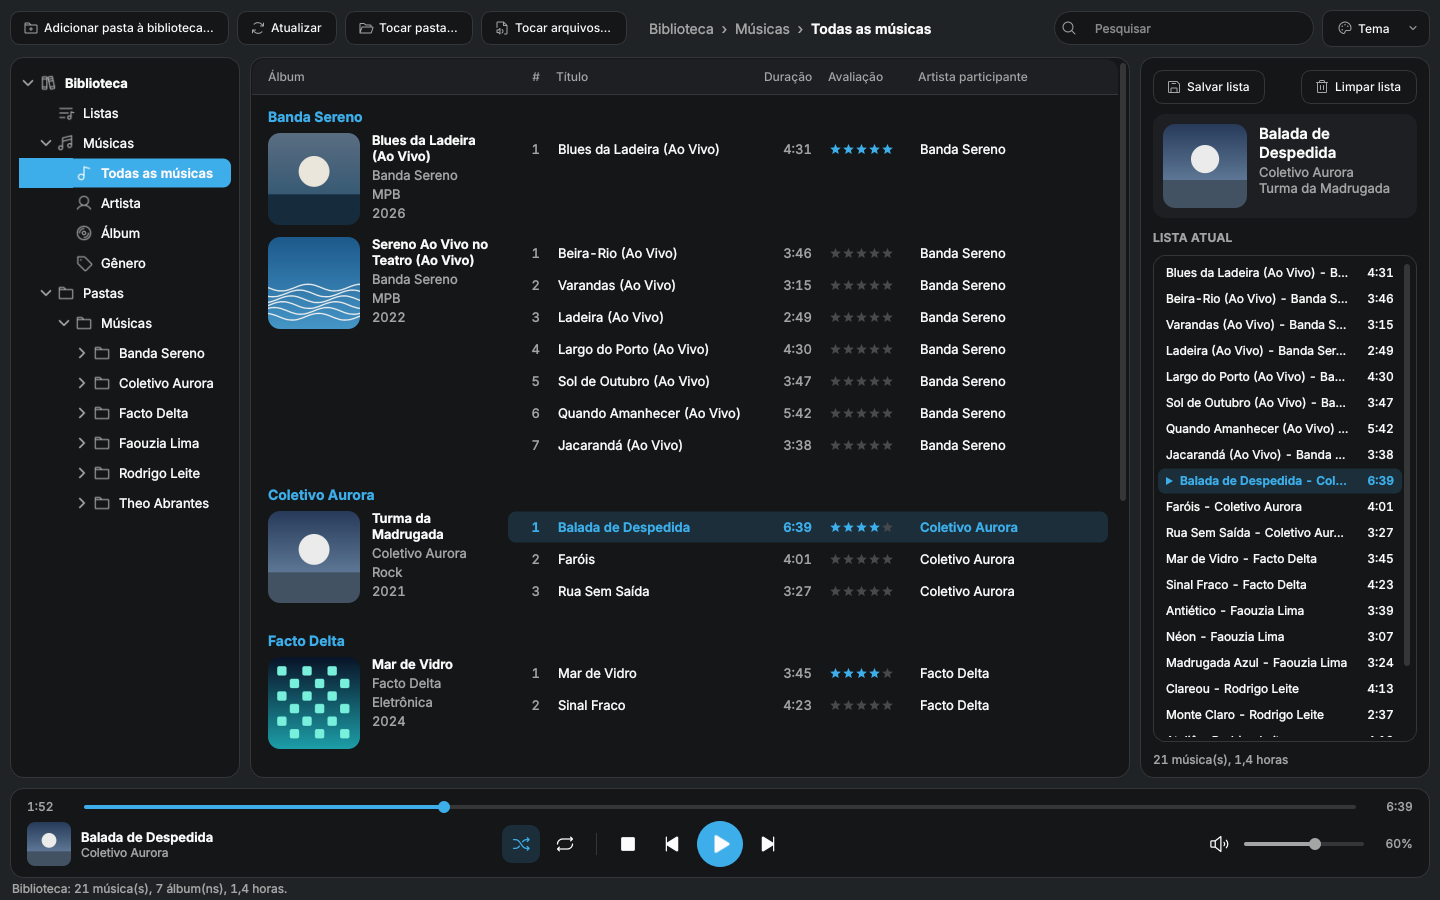 Adicionar pasta à biblioteca...
Atualizar
Tocar pasta...
Tocar arquivos...
Biblioteca › Músicas › Todas as músicas
Pesquisar
Tema
Biblioteca
Listas
Músicas
Todas as músicas
Artista
Álbum
Gênero
Pastas
Músicas
Banda Sereno
Coletivo Aurora
Facto Delta
Faouzia Lima
Rodrigo Leite
Theo Abrantes
Álbum # Título Duração Avaliação Artista participante
Banda Sereno
Blues da Ladeira
(Ao Vivo)
Banda Sereno
MPB
2026
1 Blues da Ladeira (Ao Vivo) 4:31 Banda Sereno
Sereno Ao Vivo no
Teatro (Ao Vivo)
Banda Sereno
MPB
2022
1 Beira-Rio (Ao Vivo) 3:46 Banda Sereno
2 Varandas (Ao Vivo) 3:15 Banda Sereno
3 Ladeira (Ao Vivo) 2:49 Banda Sereno
4 Largo do Porto (Ao Vivo) 4:30 Banda Sereno
5 Sol de Outubro (Ao Vivo) 3:47 Banda Sereno
6 Quando Amanhecer (Ao Vivo) 5:42 Banda Sereno
7 Jacarandá (Ao Vivo) 3:38 Banda Sereno
Coletivo Aurora
Turma da
Madrugada
Coletivo Aurora
Rock
2021
1 Balada de Despedida 6:39 Coletivo Aurora
2 Faróis 4:01 Coletivo Aurora
3 Rua Sem Saída 3:27 Coletivo Aurora
Facto Delta
Mar de Vidro
Facto Delta
Eletrônica
2024
1 Mar de Vidro 3:45 Facto Delta
2 Sinal Fraco 4:23 Facto Delta
Salvar lista
Limpar lista
Balada de
Despedida
Coletivo Aurora
Turma da Madrugada
LISTA ATUAL
Blues da Ladeira (Ao Vivo) - B... 4:31
Beira-Rio (Ao Vivo) - Banda S... 3:46
Varandas (Ao Vivo) - Banda S... 3:15
Ladeira (Ao Vivo) - Banda Ser... 2:49
Largo do Porto (Ao Vivo) - Ba... 4:30
Sol de Outubro (Ao Vivo) - Ba... 3:47
Quando Amanhecer (Ao Vivo) ... 5:42
Jacarandá (Ao Vivo) - Banda ... 3:38
Balada de Despedida - Col... 6:39
Faróis - Coletivo Aurora 4:01
Rua Sem Saída - Coletivo Aur... 3:27
Mar de Vidro - Facto Delta 3:45
Sinal Fraco - Facto Delta 4:23
Antiético - Faouzia Lima 3:39
Néon - Faouzia Lima 3:07
Madrugada Azul - Faouzia Lima 3:24
Clareou - Rodrigo Leite 4:13
Monte Claro - Rodrigo Leite 2:37
21 música(s), 1,4 horas
1:52
6:39
Balada de Despedida
Coletivo Aurora
60%
Biblioteca: 21 música(s), 7 álbum(ns), 1,4 horas.